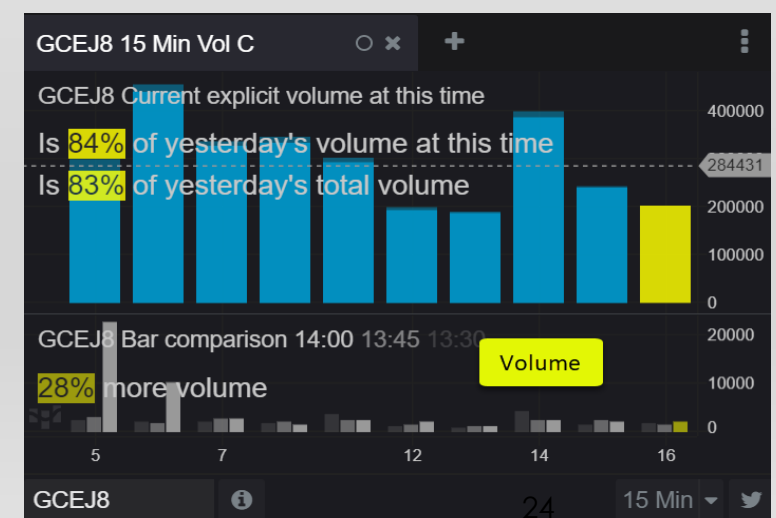 GCEJ8 15 Min Vol C
GCEJ8 Current explicit volume at this time
Is 84% of yesterday's volume at this time
Is 83% of yesterday's total volume
400000
284431
200000
100000
0
GCEJ8 Bar comparison 14:00 13:45 13:30
28% more volume
Volume
20000
10000
0
5 7 12 14 16
GCEJ8
24
15 Min